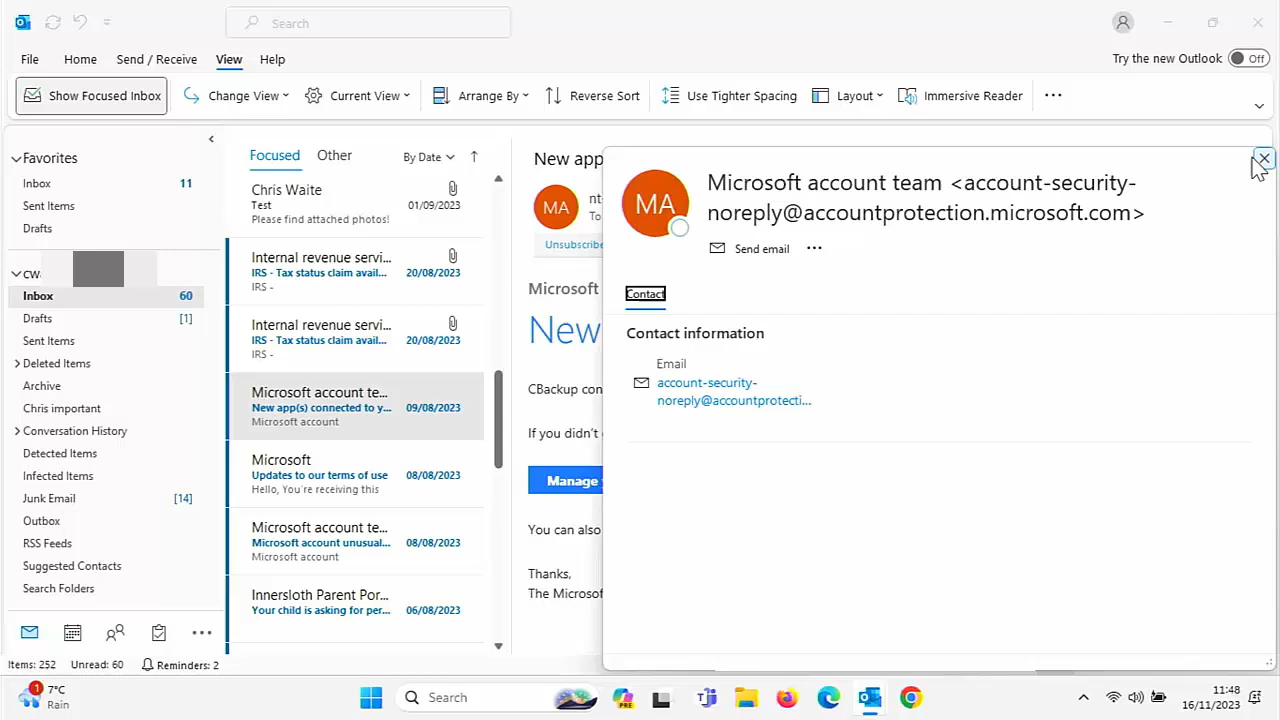 Search
File
Home
Send / Receive
View
Help
Try the new Outlook
Off
Show Focused Inbox
Change View
Current View
Arrange By
Reverse Sort
Use Tighter Spacing
Layout
Immersive Reader
Favorites
Inbox 11
Sent Items
Drafts
CW
Inbox 60
Drafts [1]
Sent Items
Deleted Items
Archive
Chris important
Conversation History
Detected Items
Infected Items
Junk Email [14]
Outbox
RSS Feeds
Suggested Contacts
Search Folders
Items: 252 Unread: 60 Reminders: 2
Focused Other By Date
Chris Waite
Test 01/09/2023
Please find attached photos!
Internal revenue servi...
IRS - Tax status claim avail... 20/08/2023
IRS -
Internal revenue servi...
IRS - Tax status claim avail... 20/08/2023
IRS -
Microsoft account te...
New app(s) connected to y... 09/08/2023
Microsoft account
Microsoft
Updates to our terms of use 08/08/2023
Hello, You're receiving this
Microsoft account te...
Microsoft account unusual... 08/08/2023
Microsoft account
Innersloth Parent Por...
Your child is asking for per... 06/08/2023
New app
MA
nt
To
Unsubscribe
Microsoft
New
CBackup con
If you didn't
Manage
You can also
Thanks,
The Microsof
MA
Microsoft account team <account-security-
noreply@accountprotection.microsoft.com>
Send email
Contact
Contact information
Email
account-security-
noreply@accountprotecti...
1
7°C
Rain
Search
PRE
11:48
16/11/2023